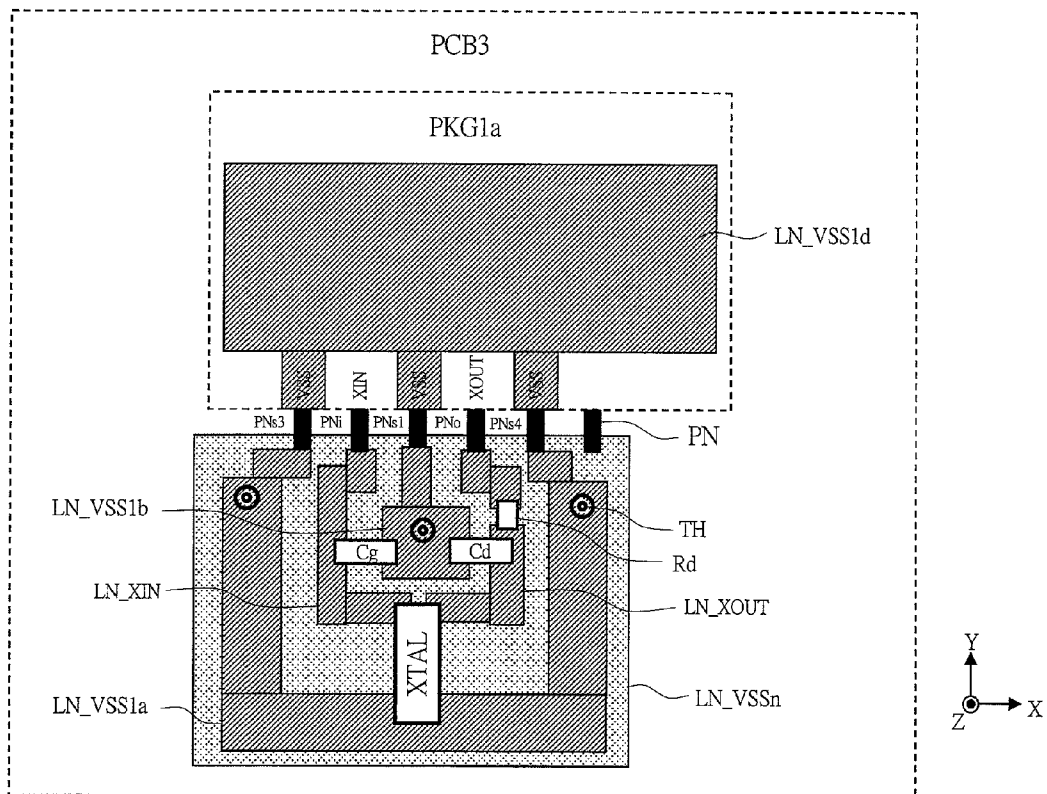 PCB3
PKG1a
LN_VSS1d
VSS
XIN
VSS
XOUT
VSS
PNs3
PNi
PNs1
PNo
PNs4
PN
LN_VSS1b
TH
Cg
Cd
Rd
LN_XIN
LN_XOUT
XTAL
LN_VSS1a
LN_VSSn
Y
Z
X